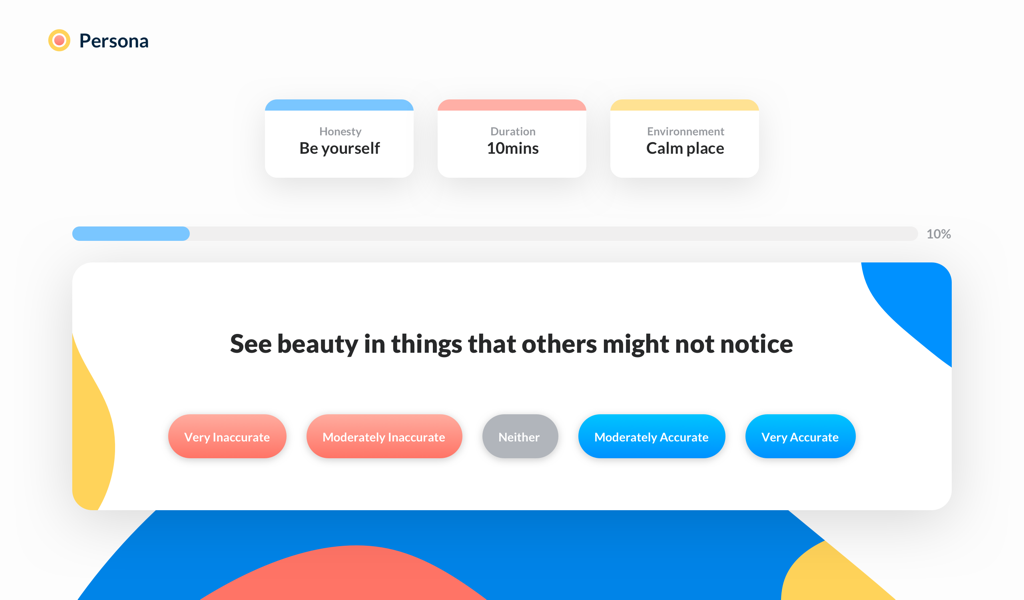 Persona
Honesty
Be yourself
Duration
10mins
Environnement
Calm place
10%
See beauty in things that others might not notice
Very Inaccurate
Moderately Inaccurate
Neither
Moderately Accurate
Very Accurate